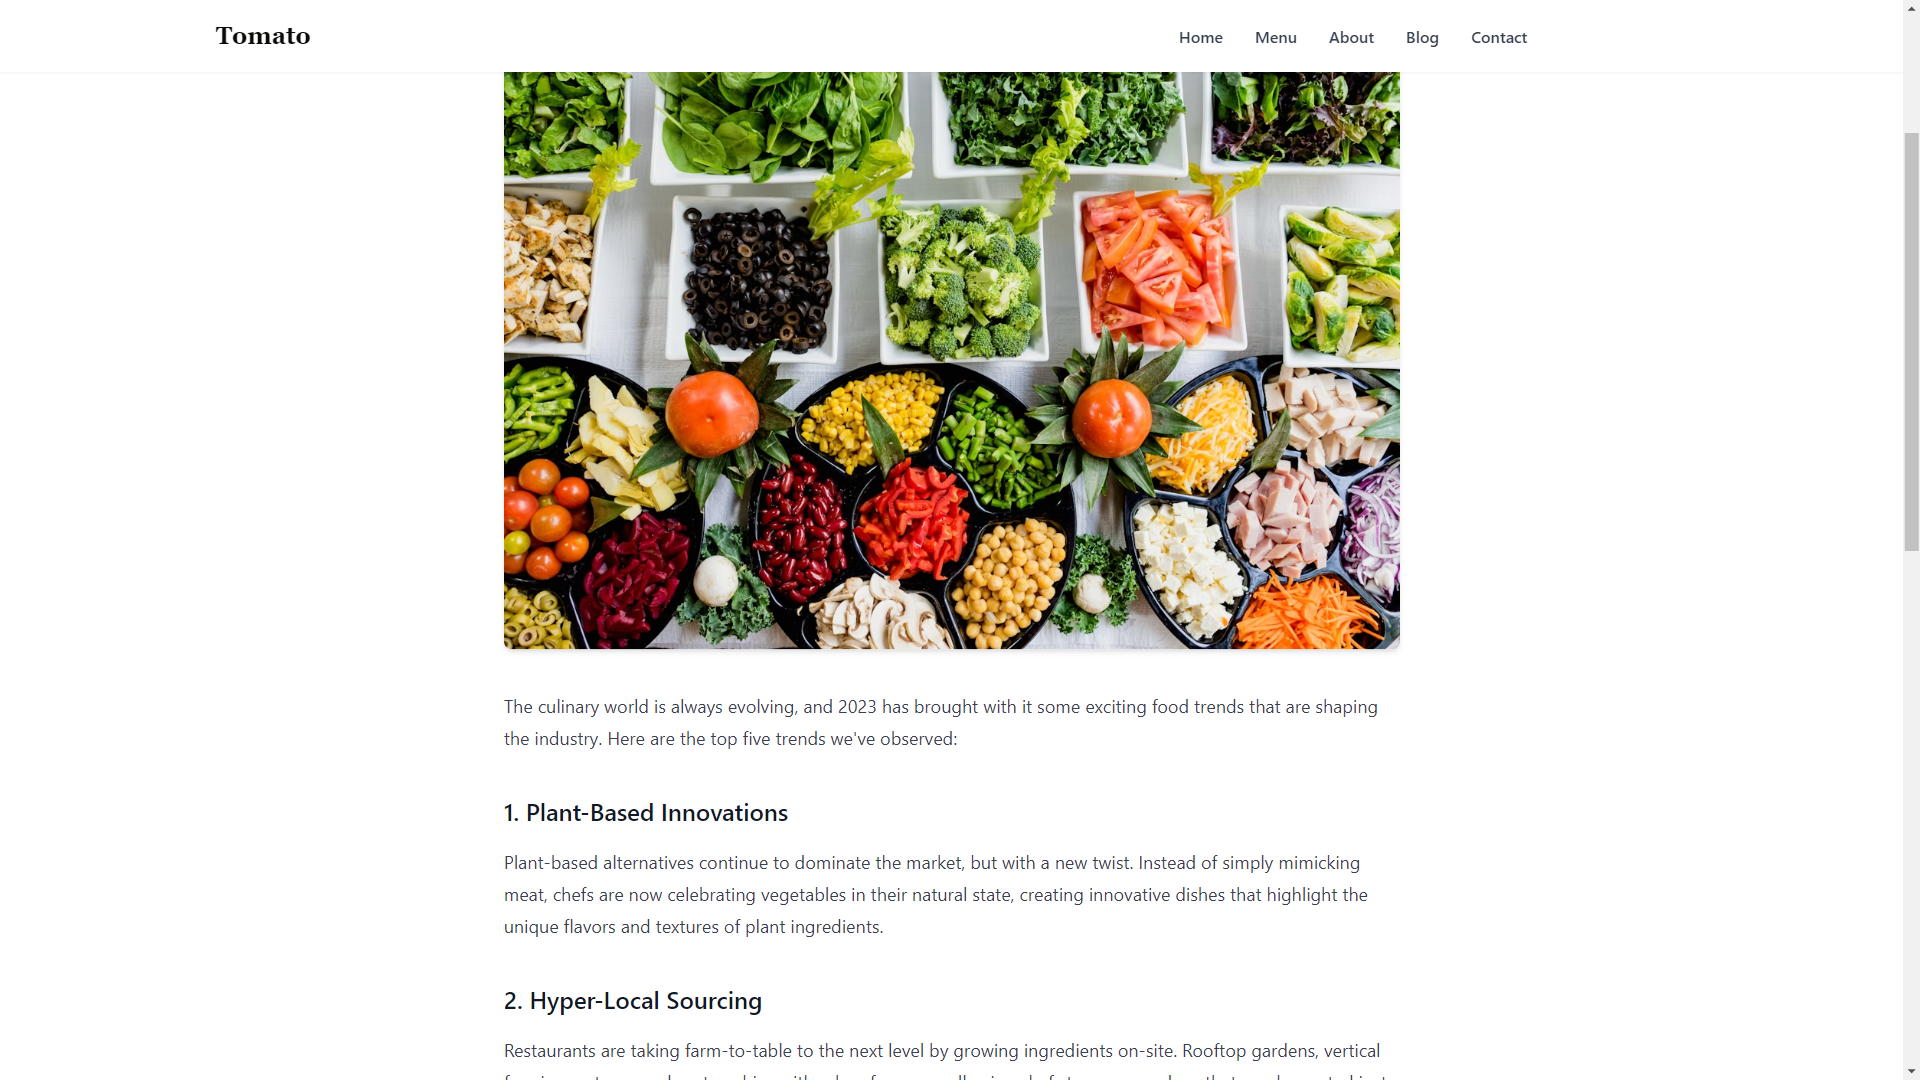 Tomato
Home Menu About Blog Contact
The culinary world is always evolving, and 2023 has brought with it some exciting food trends that are shaping
the industry. Here are the top five trends we've observed:
1. Plant-Based Innovations
Plant-based alternatives continue to dominate the market, but with a new twist. Instead of simply mimicking
meat, chefs are now celebrating vegetables in their natural state, creating innovative dishes that highlight the
unique flavors and textures of plant ingredients.
2. Hyper-Local Sourcing
Restaurants are taking farm-to-table to the next level by growing ingredients on-site. Rooftop gardens, vertical